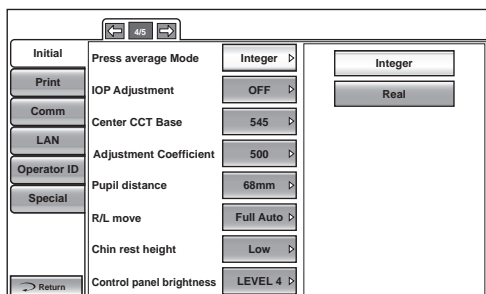 4/5
Initial
Print
Comm
LAN
Operator ID
Special
Return
Press average Mode Integer
IOP Adjustment OFF
Center CCT Base 545
Adjustment Coefficient 500
Pupil distance 68mm
R/L move Full Auto
Chin rest height Low
Control panel brightness LEVEL 4
Integer
Real